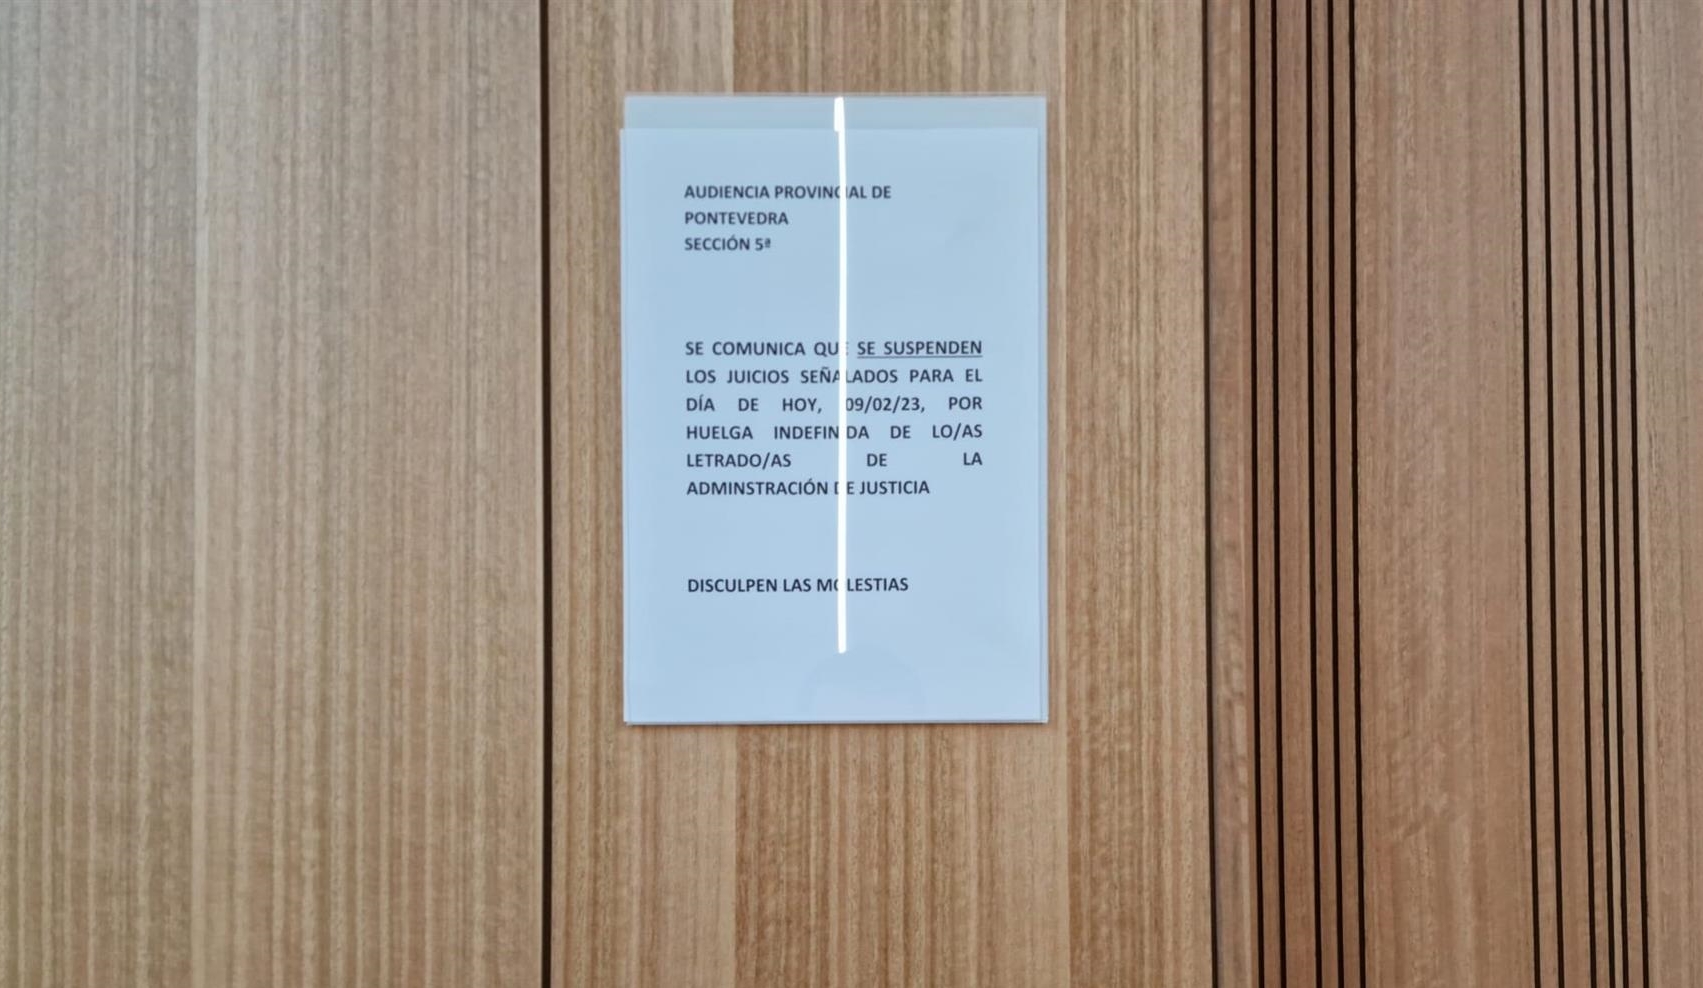 AUDIENCIA PROVINCIAL DE
PONTEVEDRA
SECCIÓN 5ª
SE COMUNICA QUE SE SUSPENDEN
LOS JUICIOS SEÑALADOS PARA EL
DÍA DE HOY, 09/02/23, POR
HUELGA INDEFINIDA DE LO/AS
LETRADO/AS DE LA
ADMINSTRACIÓN DE JUSTICIA
DISCULPEN LAS MOLESTIAS